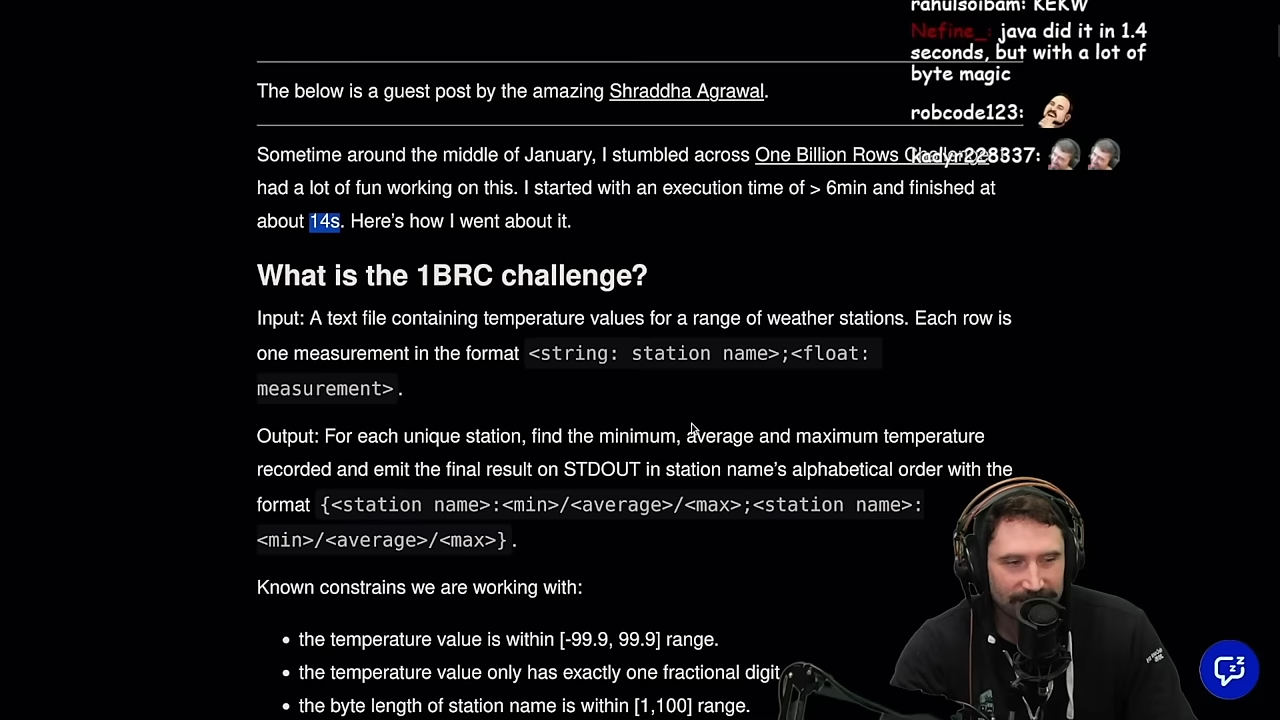 rahulsoibam: KEKW
Nefine_: java did it in 1.4
seconds, but with a lot of
byte magic
robcode123:
kadyr228337:
The below is a guest post by the amazing Shraddha Agrawal.
Sometime around the middle of January, I stumbled across One Billion Rows Challenge
had a lot of fun working on this. I started with an execution time of > 6min and finished at
about 14s. Here's how I went about it.
What is the 1BRC challenge?
Input: A text file containing temperature values for a range of weather stations. Each row is
one measurement in the format <string: station name>;<float:
measurement>.
Output: For each unique station, find the minimum, average and maximum temperature
recorded and emit the final result on STDOUT in station name's alphabetical order with the
format {<station name>:<min>/<average>/<max>;<station name>:
<min>/<average>/<max>}.
Known constrains we are working with:
• the temperature value is within [-99.9, 99.9] range.
• the temperature value only has exactly one fractional digit
• the byte length of station name is within [1,100] range.